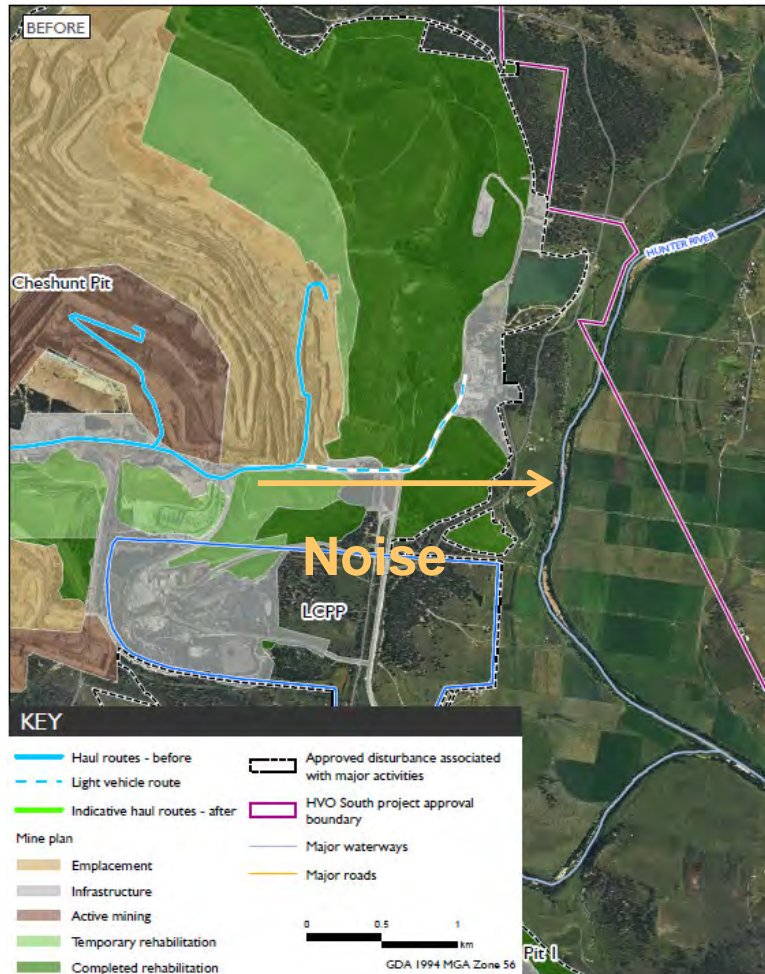 BEFORE
HUNTER RIVER
Cheshunt Pit
Noise
LCPP
KEY
Haul routes - before
Light vehicle route
Indicative haul routes - after
Mine plan
Emplacement
Infrastructure
Active mining
Temporary rehabilitation
Completed rehabilitation
Approved disturbance associated
with major activities
HVO South project approval
boundary
Major waterways
Major roads
0 0.5 1
km
GDA 1994 MGA Zone 56
Pit I